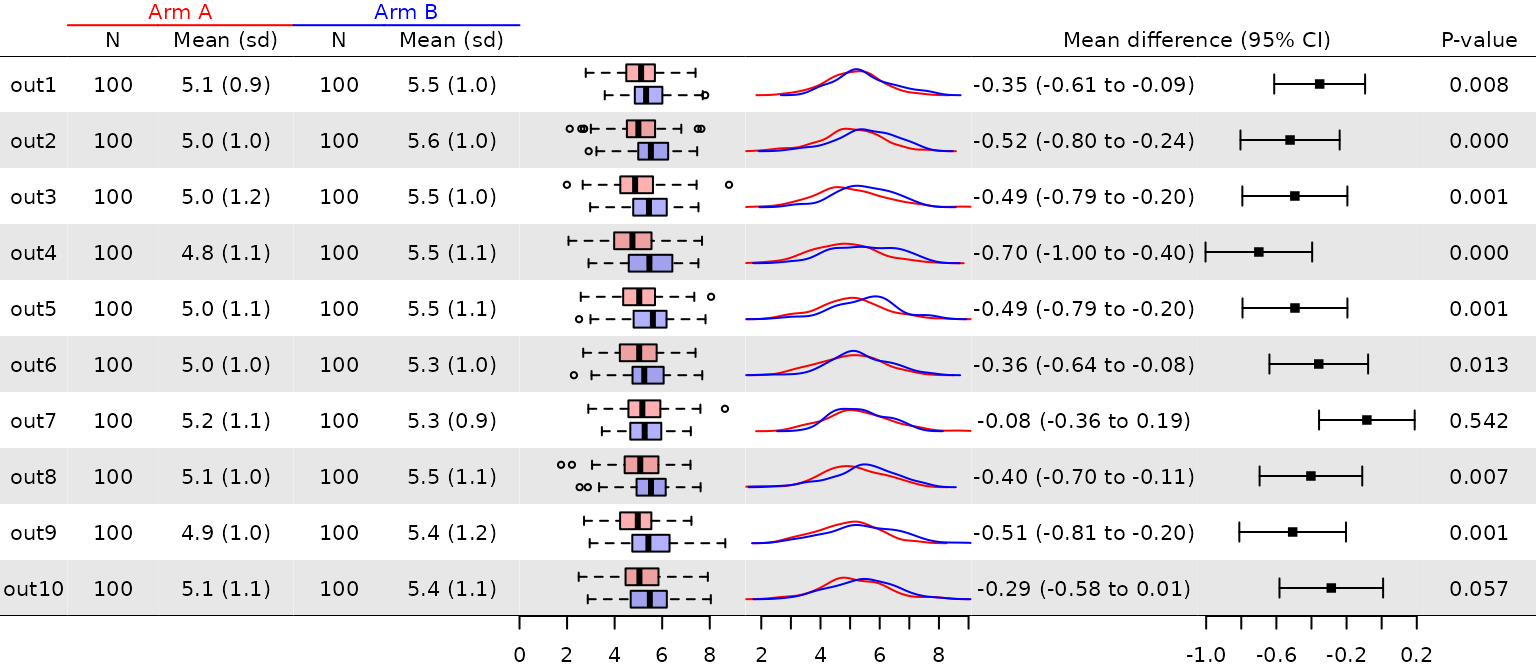 Arm A Arm B
N Mean (sd) N Mean (sd) Mean difference (95% CI) P-value
out1 100 5.1 (0.9) 100 5.5 (1.0) -0.35 (-0.61 to -0.09) 0.008
out2 100 5.0 (1.0) 100 5.6 (1.0) -0.52 (-0.80 to -0.24) 0.000
out3 100 5.0 (1.2) 100 5.5 (1.0) -0.49 (-0.79 to -0.20) 0.001
out4 100 4.8 (1.1) 100 5.5 (1.1) -0.70 (-1.00 to -0.40) 0.000
out5 100 5.0 (1.1) 100 5.5 (1.1) -0.49 (-0.79 to -0.20) 0.001
out6 100 5.0 (1.0) 100 5.3 (1.0) -0.36 (-0.64 to -0.08) 0.013
out7 100 5.2 (1.1) 100 5.3 (0.9) -0.08 (-0.36 to 0.19) 0.542
out8 100 5.1 (1.0) 100 5.5 (1.1) -0.40 (-0.70 to -0.11) 0.007
out9 100 4.9 (1.0) 100 5.4 (1.2) -0.51 (-0.81 to -0.20) 0.001
out10 100 5.1 (1.1) 100 5.4 (1.1) -0.29 (-0.58 to 0.01) 0.057
0 2 4 6 8 2 4 6 8 -1.0 -0.6 -0.2 0.2